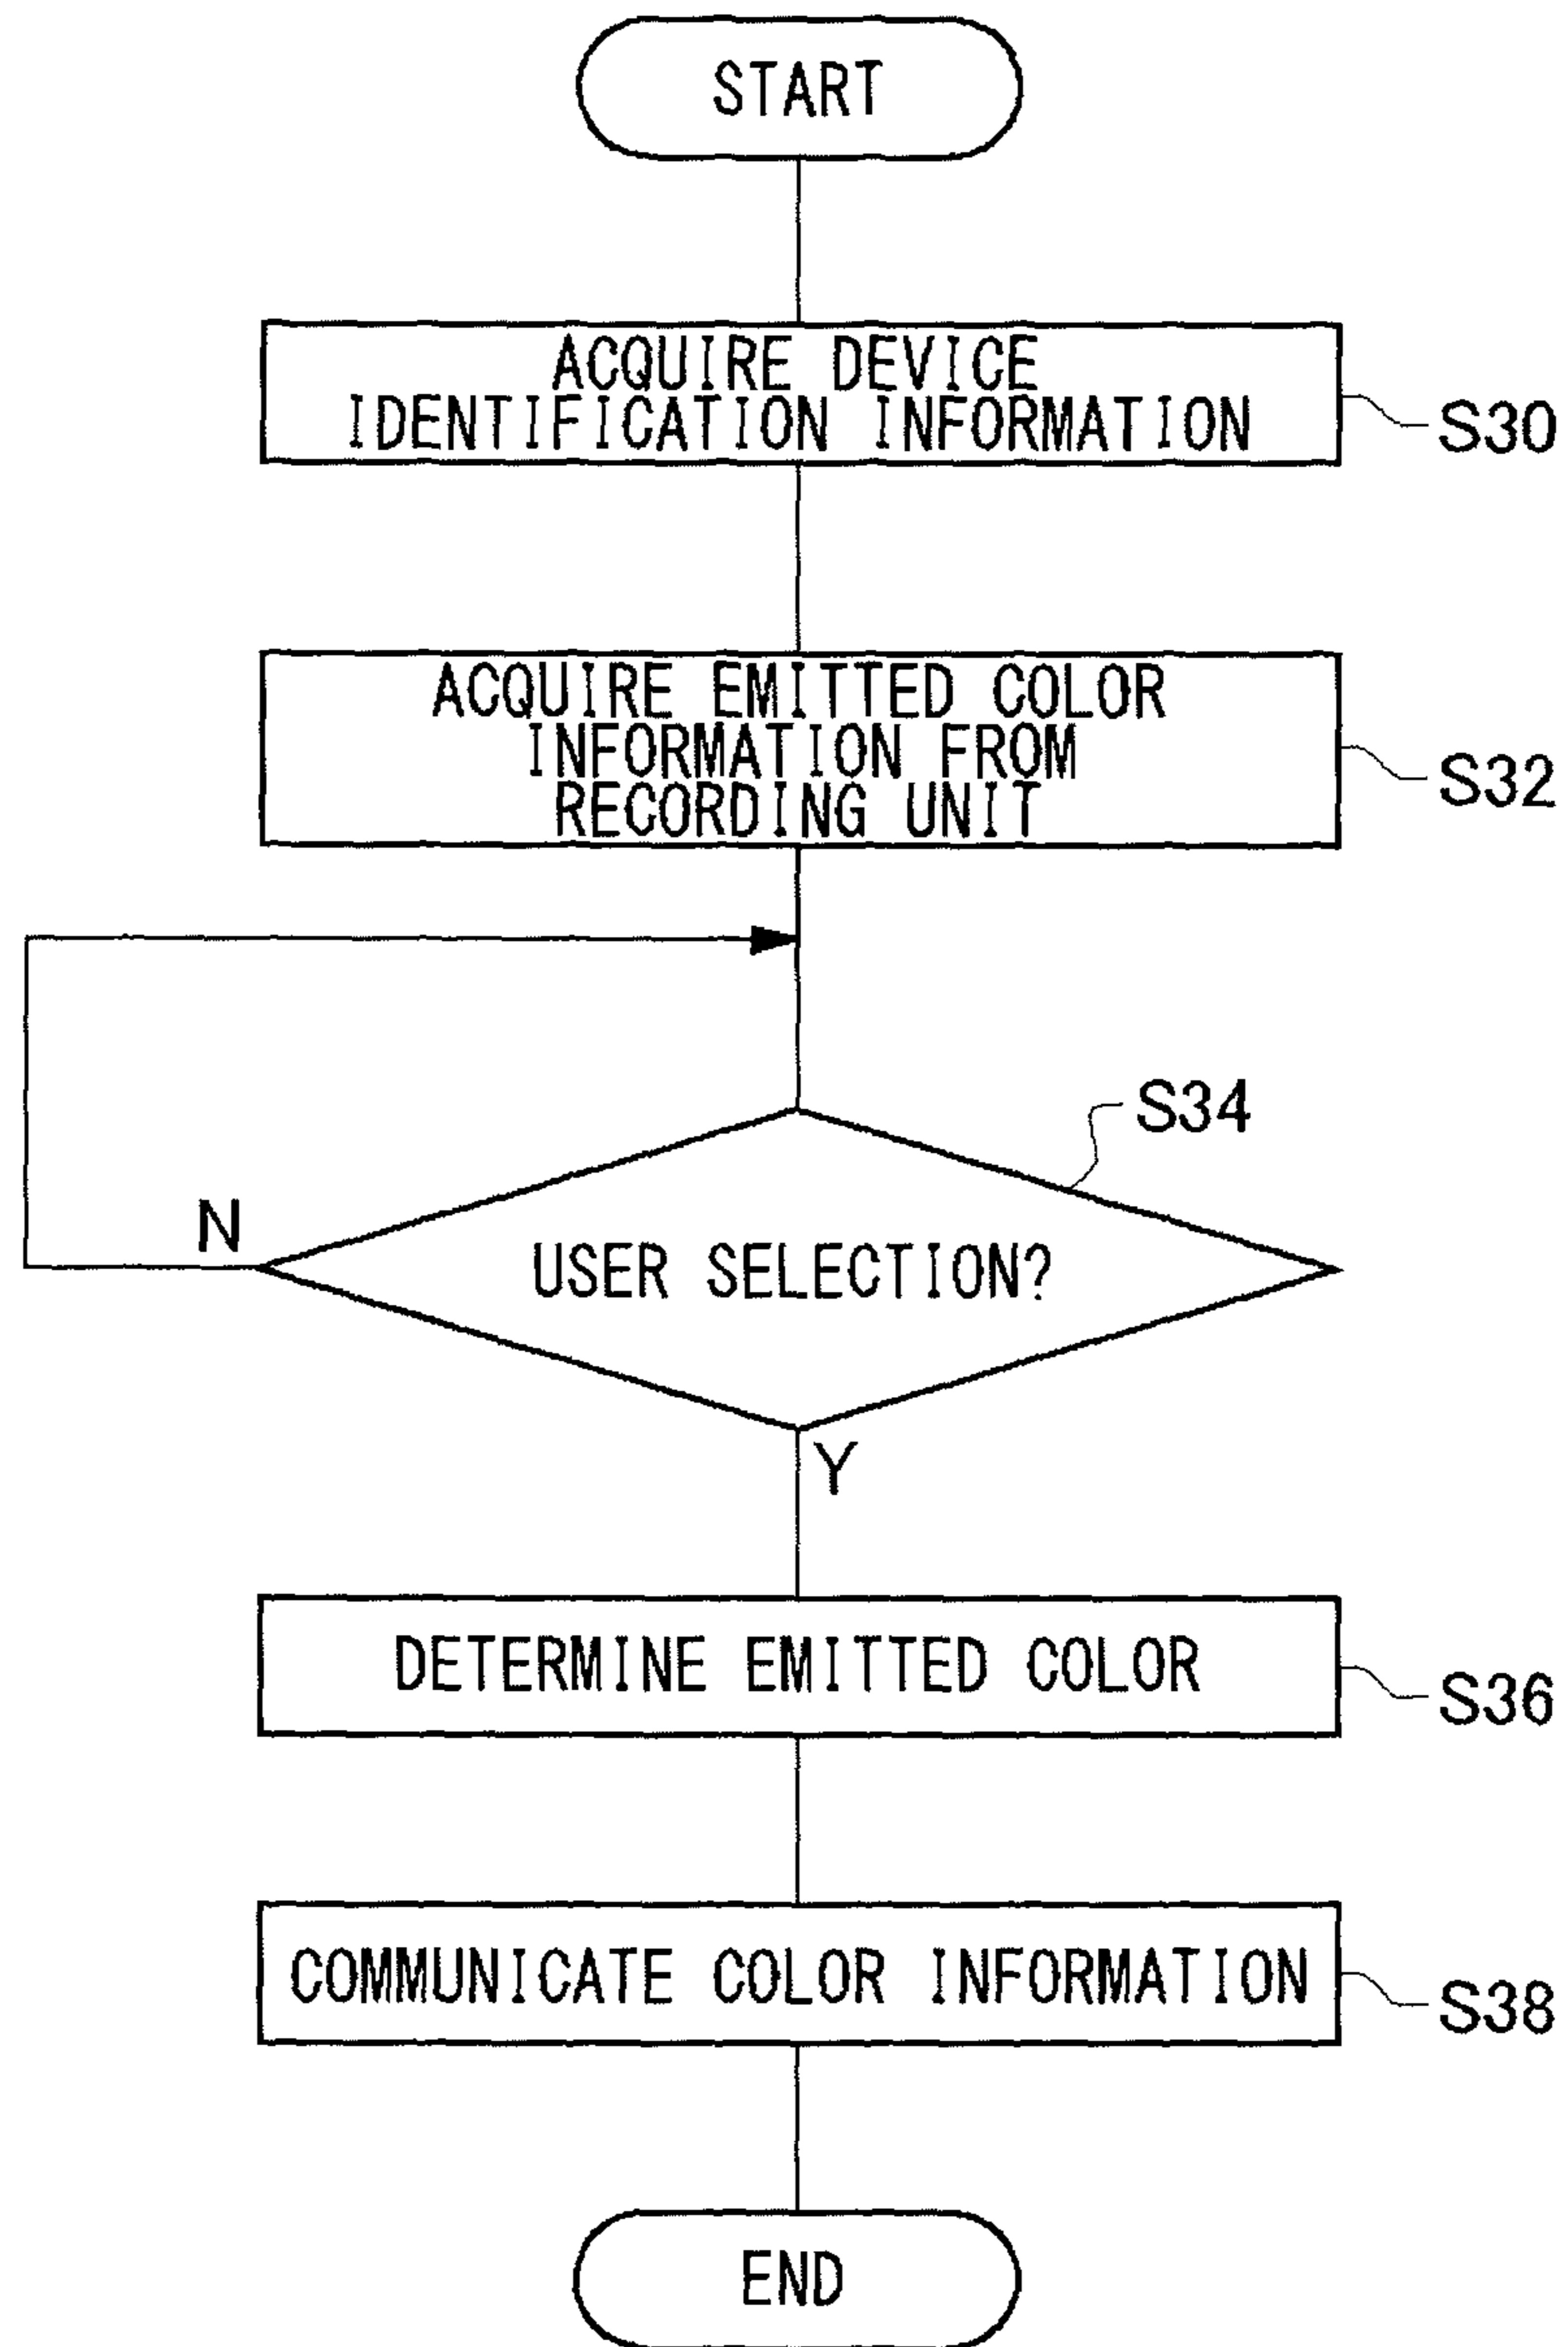 START
ACQUIRE DEVICE
IDENTIFICATION INFORMATION
S30
ACQUIRE EMITTED COLOR
INFORMATION FROM
RECORDING UNIT
S32
S34
N
USER SELECTION?
Y
DETERMINE EMITTED COLOR
S36
COMMUNICATE COLOR INFORMATION
S38
END